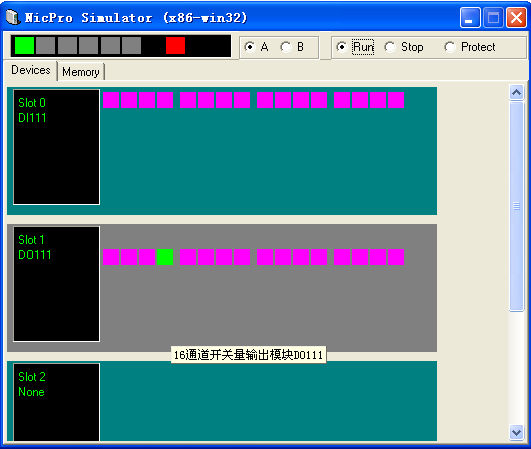 NicPro Simulator (x86-win32)
A B Run Stop Protect
Devices Memory
Slot 0
DI111
Slot 1
DO111
16通道开关量输出模块DO111
Slot 2
None